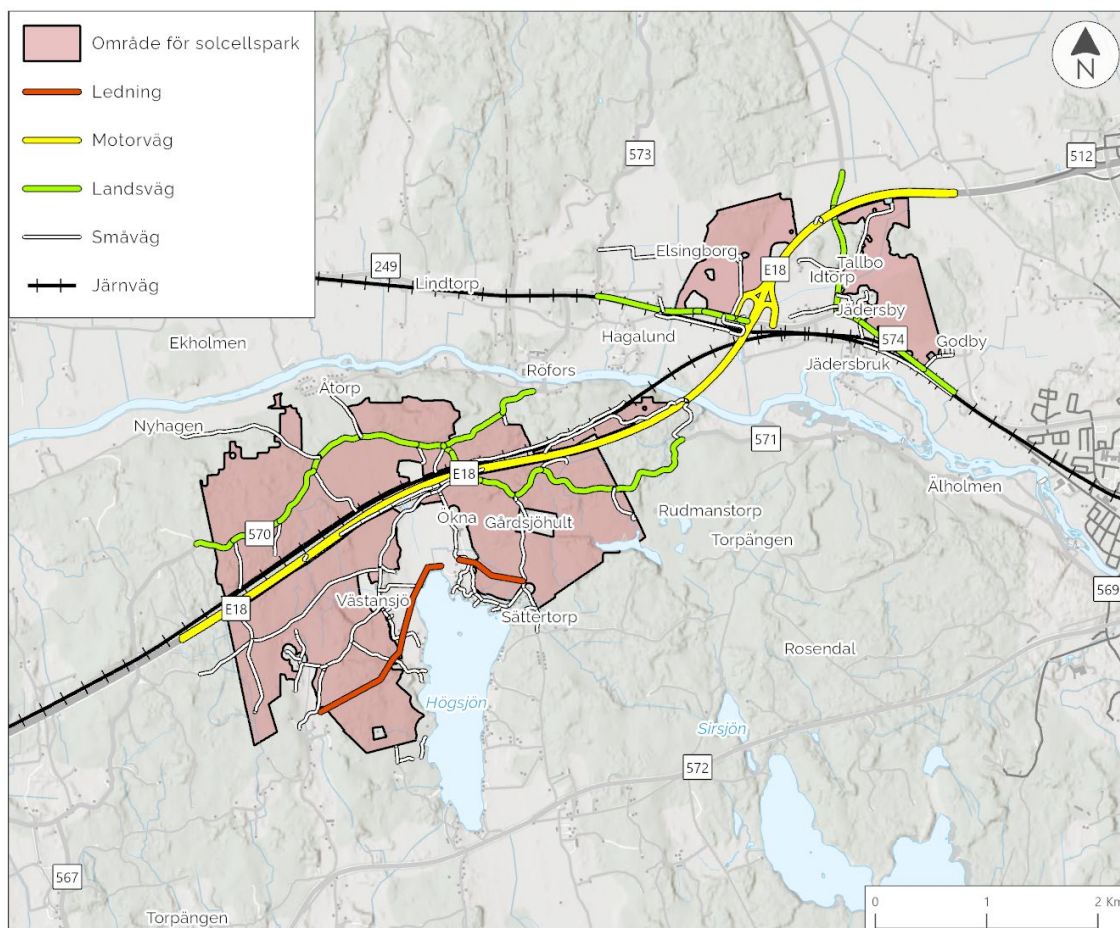 Område för solcellspark
Ledning
Motorväg
Landsväg
Småväg
Järnväg
N
573
512
249
Lindtorp
Elsingborg
E18
Tallbo
Idtorp
Jädersby
Hagalund
574
Godby
Jädersbruk
Ekholmen
Röfors
Åtorp
Nyhagen
571
Älholmen
E18
Ökna
Gårdsjöhult
Rudmanstorp
Torpängen
570
569
E18
Västansjö
Sättertorp
Rosendal
Högsjön
Sirsjön
572
567
Torpängen
0 1 2 Km